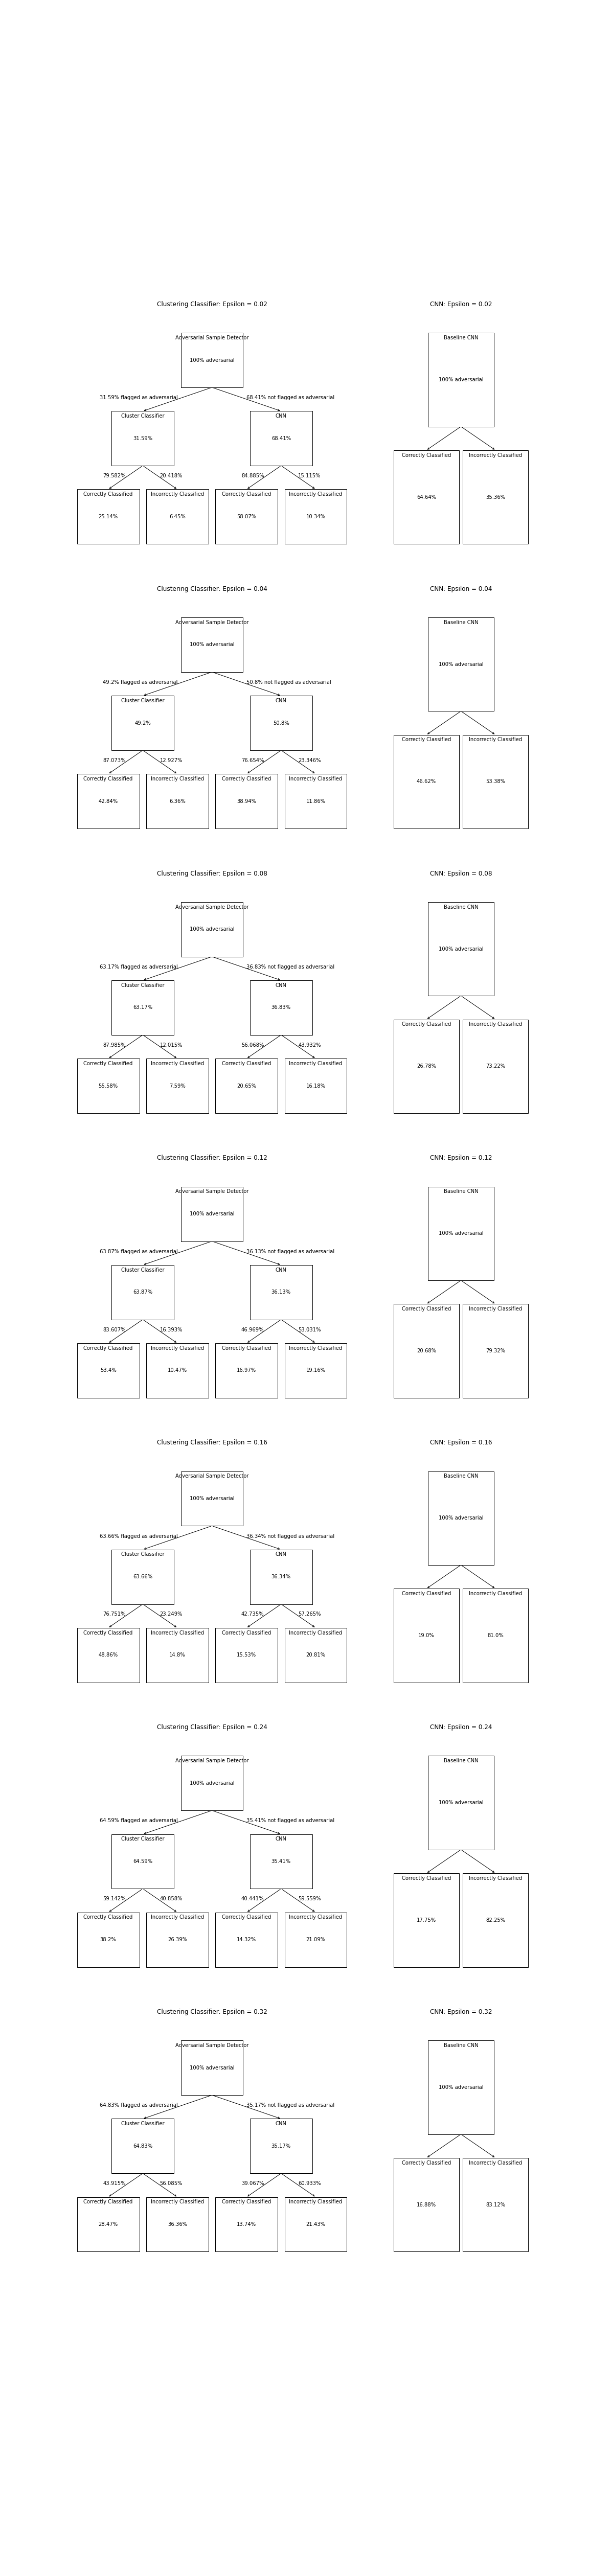 Clustering Classifier: Epsilon = 0.02
CNN: Epsilon = 0.02
Adversarial Sample Detector
100% adversarial
Baseline CNN
100% adversarial
31.59% flagged as adversarial
68.41% not flagged as adversarial
Cluster Classifier
31.59%
CNN
68.41%
79.582%
20.418%
84.885%
15.115%
Correctly Classified
25.14%
Incorrectly Classified
6.45%
Correctly Classified
58.07%
Incorrectly Classified
10.34%
Correctly Classified
64.64%
Incorrectly Classified
35.36%
Clustering Classifier: Epsilon = 0.04
CNN: Epsilon = 0.04
Adversarial Sample Detector
100% adversarial
Baseline CNN
100% adversarial
49.2% flagged as adversarial
50.8% not flagged as adversarial
Cluster Classifier
49.2%
CNN
50.8%
87.073%
12.927%
76.654%
23.346%
Correctly Classified
42.84%
Incorrectly Classified
6.36%
Correctly Classified
38.94%
Incorrectly Classified
11.86%
Correctly Classified
46.62%
Incorrectly Classified
53.38%
Clustering Classifier: Epsilon = 0.08
CNN: Epsilon = 0.08
Adversarial Sample Detector
100% adversarial
Baseline CNN
100% adversarial
63.17% flagged as adversarial
36.83% not flagged as adversarial
Cluster Classifier
63.17%
CNN
36.83%
87.985%
12.015%
56.068%
43.932%
Correctly Classified
55.58%
Incorrectly Classified
7.59%
Correctly Classified
20.65%
Incorrectly Classified
16.18%
Correctly Classified
26.78%
Incorrectly Classified
73.22%
Clustering Classifier: Epsilon = 0.12
CNN: Epsilon = 0.12
Adversarial Sample Detector
100% adversarial
Baseline CNN
100% adversarial
63.87% flagged as adversarial
36.13% not flagged as adversarial
Cluster Classifier
63.87%
CNN
36.13%
83.607%
16.393%
46.969%
53.031%
Correctly Classified
53.4%
Incorrectly Classified
10.47%
Correctly Classified
16.97%
Incorrectly Classified
19.16%
Correctly Classified
20.68%
Incorrectly Classified
79.32%
Clustering Classifier: Epsilon = 0.16
CNN: Epsilon = 0.16
Adversarial Sample Detector
100% adversarial
Baseline CNN
100% adversarial
63.66% flagged as adversarial
36.34% not flagged as adversarial
Cluster Classifier
63.66%
CNN
36.34%
76.751%
23.249%
42.735%
57.265%
Correctly Classified
48.86%
Incorrectly Classified
14.8%
Correctly Classified
15.53%
Incorrectly Classified
20.81%
Correctly Classified
19.0%
Incorrectly Classified
81.0%
Clustering Classifier: Epsilon = 0.24
CNN: Epsilon = 0.24
Adversarial Sample Detector
100% adversarial
Baseline CNN
100% adversarial
64.59% flagged as adversarial
35.41% not flagged as adversarial
Cluster Classifier
64.59%
CNN
35.41%
59.142%
40.858%
40.441%
59.559%
Correctly Classified
38.2%
Incorrectly Classified
26.39%
Correctly Classified
14.32%
Incorrectly Classified
21.09%
Correctly Classified
17.75%
Incorrectly Classified
82.25%
Clustering Classifier: Epsilon = 0.32
CNN: Epsilon = 0.32
Adversarial Sample Detector
100% adversarial
Baseline CNN
100% adversarial
64.83% flagged as adversarial
35.17% not flagged as adversarial
Cluster Classifier
64.83%
CNN
35.17%
43.915%
56.085%
39.067%
60.933%
Correctly Classified
28.47%
Incorrectly Classified
36.36%
Correctly Classified
13.74%
Incorrectly Classified
21.43%
Correctly Classified
16.88%
Incorrectly Classified
83.12%